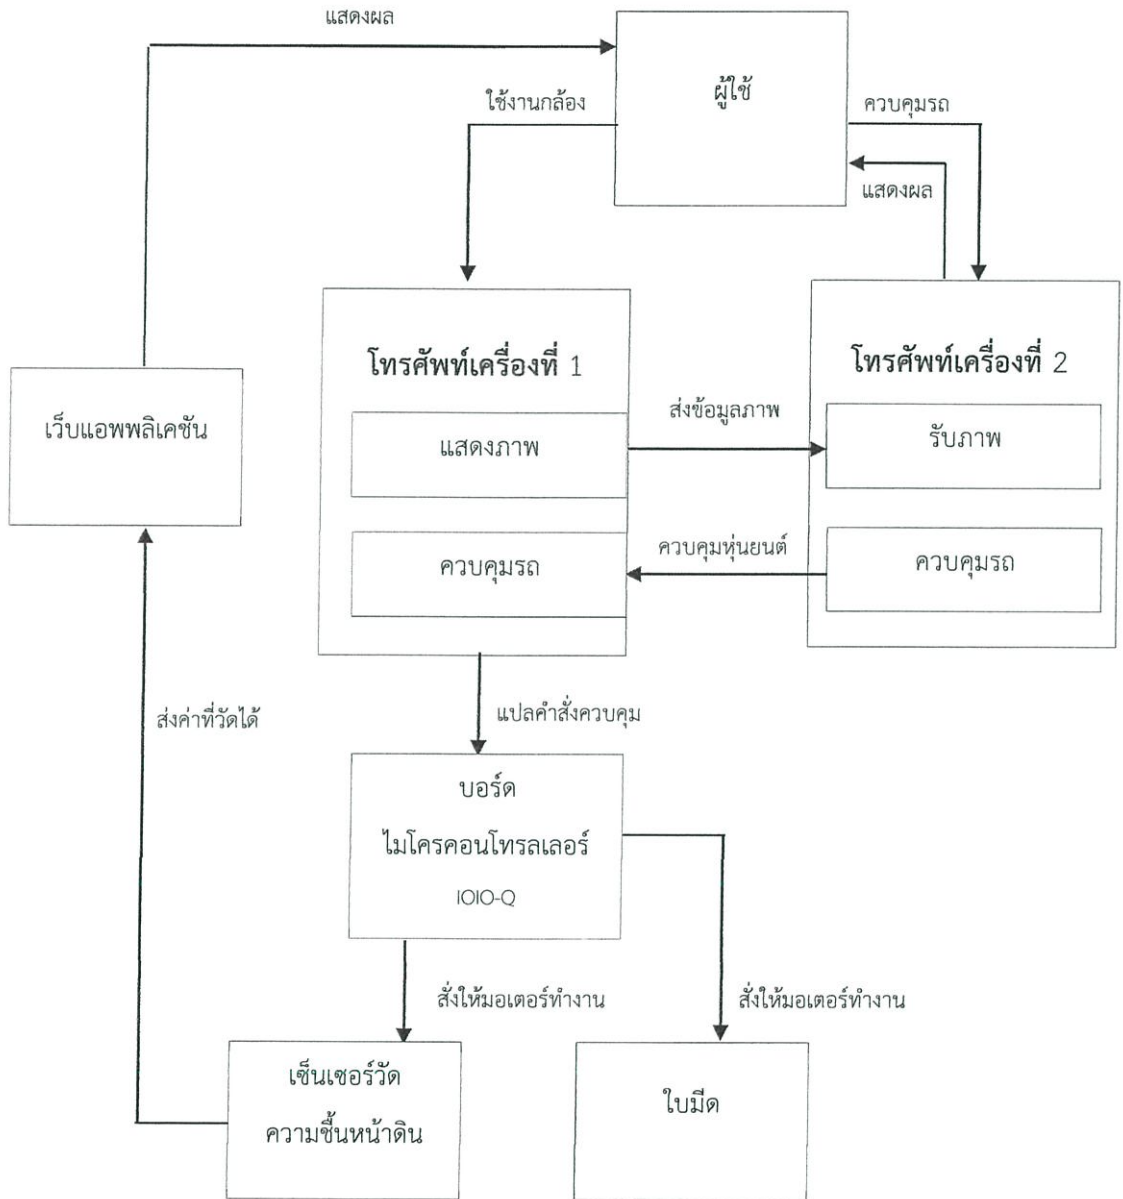 แสดงผล
ผู้ใช้
ใช้งานกล้อง
ควบคุมรถ
แสดงผล
โทรศัพท์เครื่องที่ 1
โทรศัพท์เครื่องที่ 2
เว็บแอพพลิเคชัน
แสดงภาพ
ส่งข้อมูลภาพ
รับภาพ
ควบคุมรถ
ควบคุมหุ่นยนต์
ควบคุมรถ
ส่งค่าที่วัดได้
แปลคำสั่งควบคุม
บอร์ด
ไมโครคอนโทรลเลอร์
IOIO-Q
สั่งให้มอเตอร์ทำงาน
สั่งให้มอเตอร์ทำงาน
เซ็นเซอร์วัด
ความชื้นหน้าดิน
ใบมีด